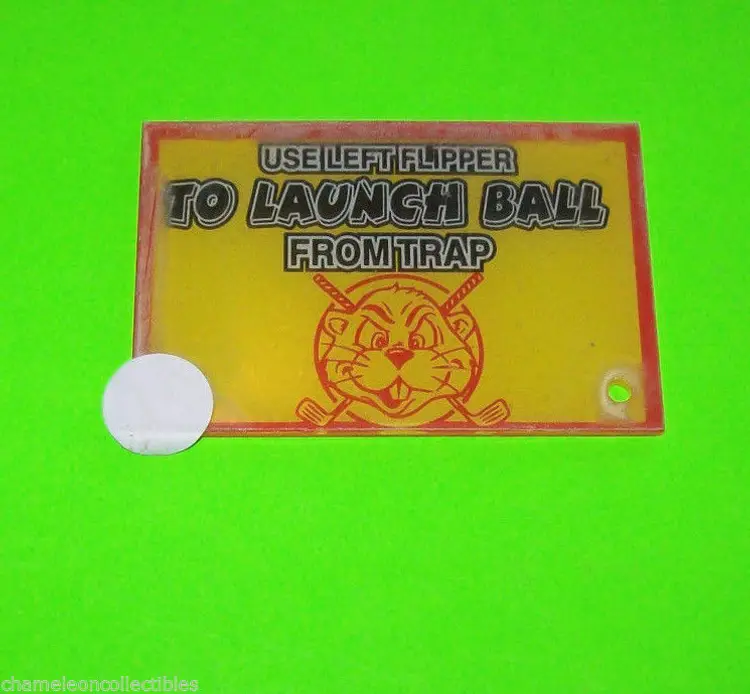 USE LEFT FLIPPER
TO LAUNCH BALL
FROM TRAP
chameleoncollectibles